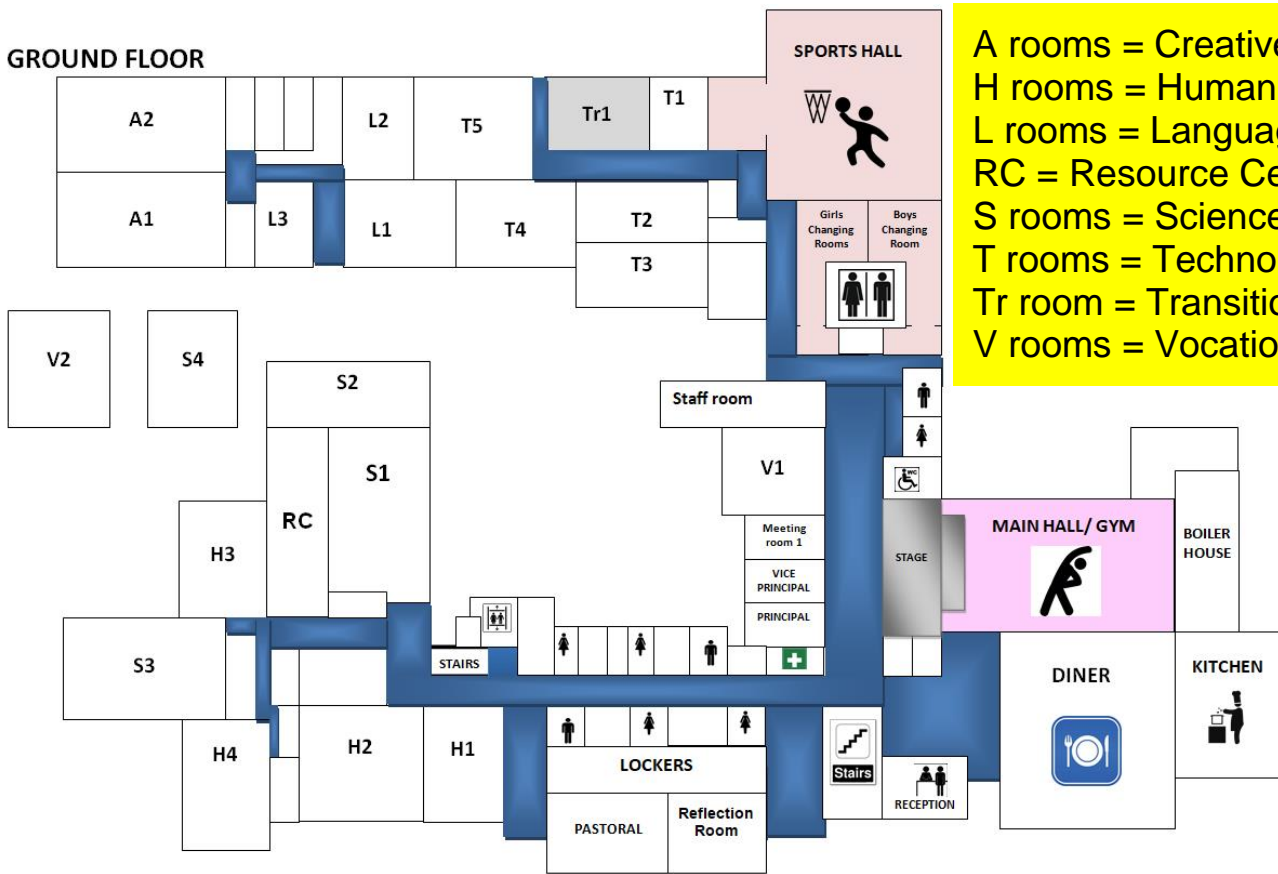 GROUND FLOOR
SPORTS HALL
A rooms = Creative
H rooms = Human
L rooms = Langua
RC = Resource Ce
S rooms = Science
T rooms = Techno
Tr room = Transitio
V rooms = Vocatio
A2
L2
T5
Tr1
T1
A1
L3
L1
T4
T2
T3
Girls
Changing
Rooms
Boys
Changing
Room
V2
S4
S2
Staff room
S1
V1
RC
WC
H3
Meeting
room 1
VICE
PRINCIPAL
PRINCIPAL
STAGE
MAIN HALL/ GYM
BOILER
HOUSE
S3
STAIRS
DINER
KITCHEN
H4
H2
H1
LOCKERS
Stairs
RECEPTION
PASTORAL
Reflection
Room